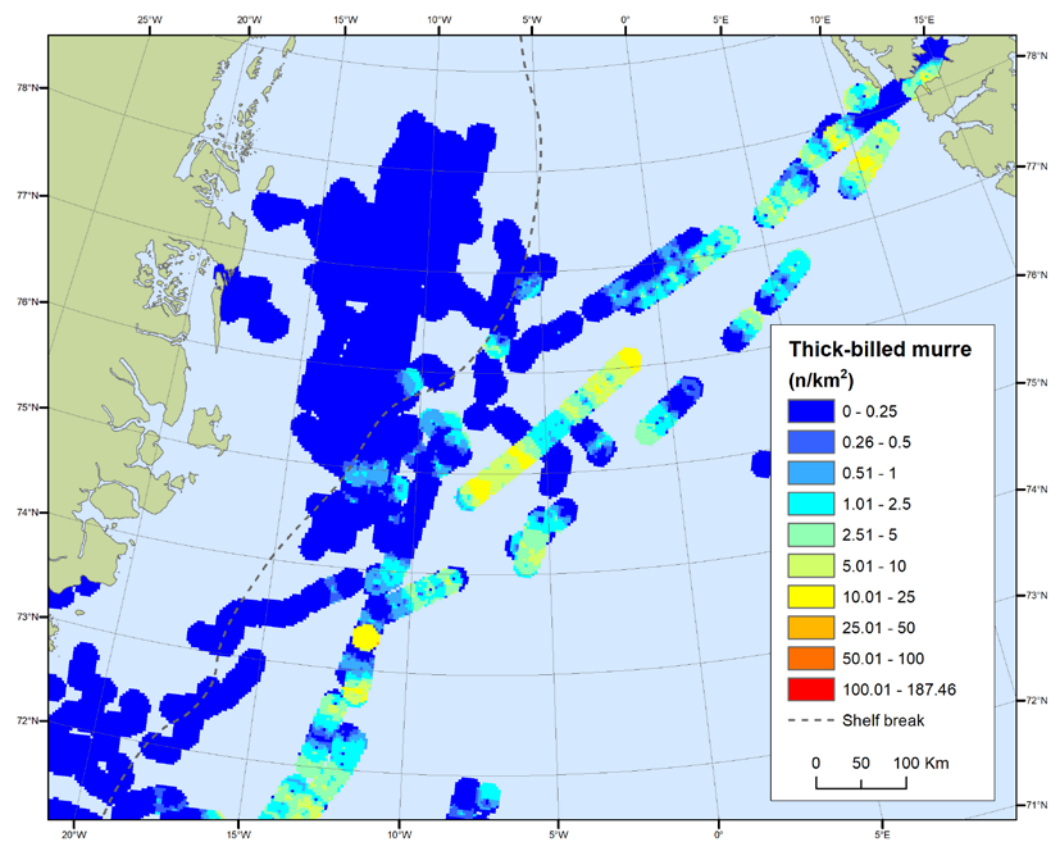 25°W 20°W 15°W 10°W 5°W 0° 5°E 10°E 15°E
78°N 78°N
77°N 77°N
76°N 76°N
Thick-billed murre
(n/km²)
0 - 0.25
0.26 - 0.5
0.51 - 1
1.01 - 2.5
2.51 - 5
5.01 - 10
10.01 - 25
25.01 - 50
50.01 - 100
100.01 - 187.46
Shelf break
0 50 100 Km
75°N 75°N
74°N 74°N
73°N 73°N
72°N 72°N
71°N
20°W 15°W 10°W 5°W 0° 5°E